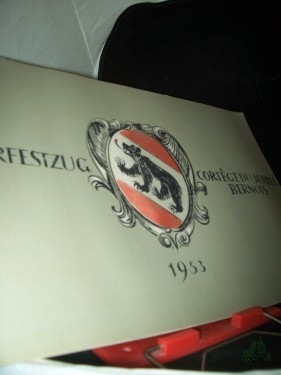 RFESTZUG
CORTÈGE DU JUBILÉ
BERNOIS
1953